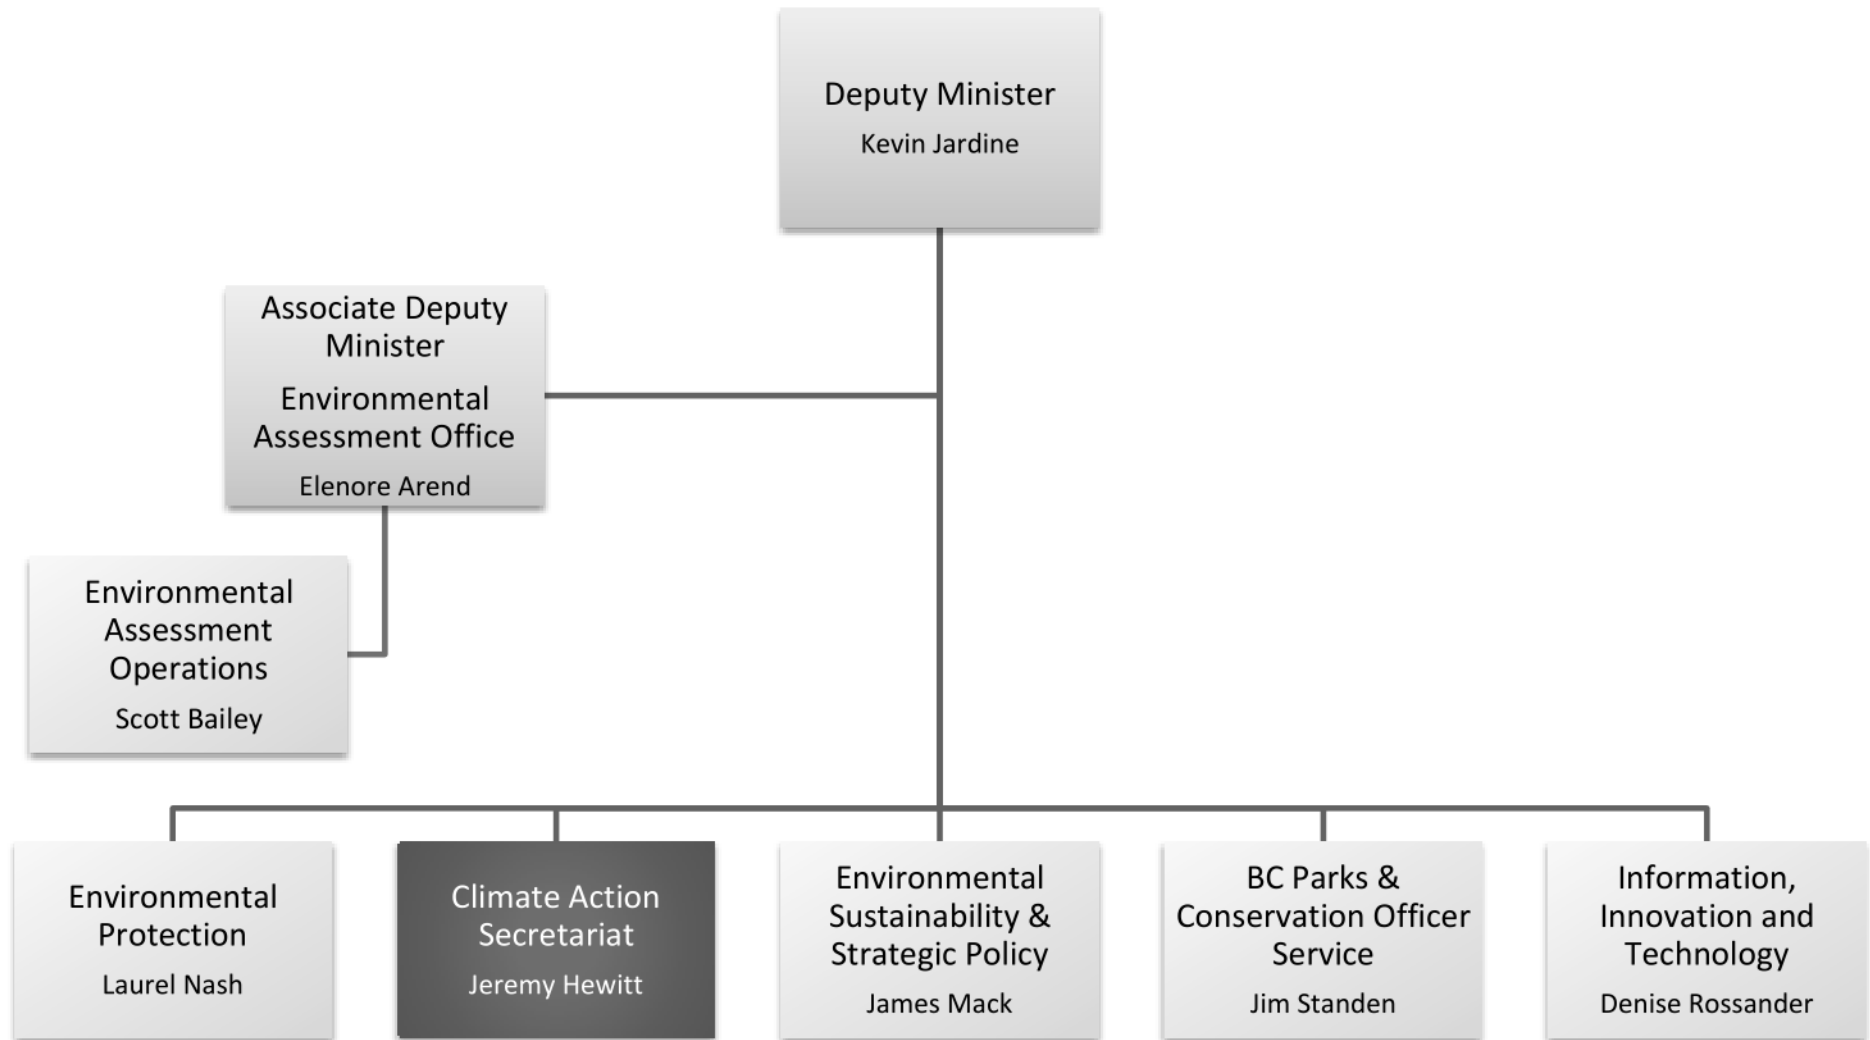 Deputy Minister
Kevin Jardine
Associate Deputy
Minister
Environmental
Assessment Office
Elenore Arend
Environmental
Assessment
Operations
Scott Bailey
Environmental
Protection
Laurel Nash
Climate Action
Secretariat
Jeremy Hewitt
Environmental
Sustainability &
Strategic Policy
James Mack
BC Parks &
Conservation Officer
Service
Jim Standen
Information,
Innovation and
Technology
Denise Rossander